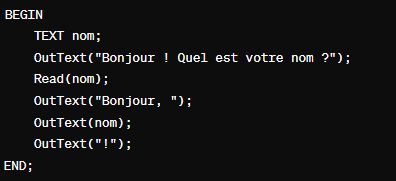 BEGIN
TEXT nom;
OutText("Bonjour ! Quel est votre nom ?");
Read(nom);
OutText("Bonjour, ");
OutText(nom);
OutText("!");
END;